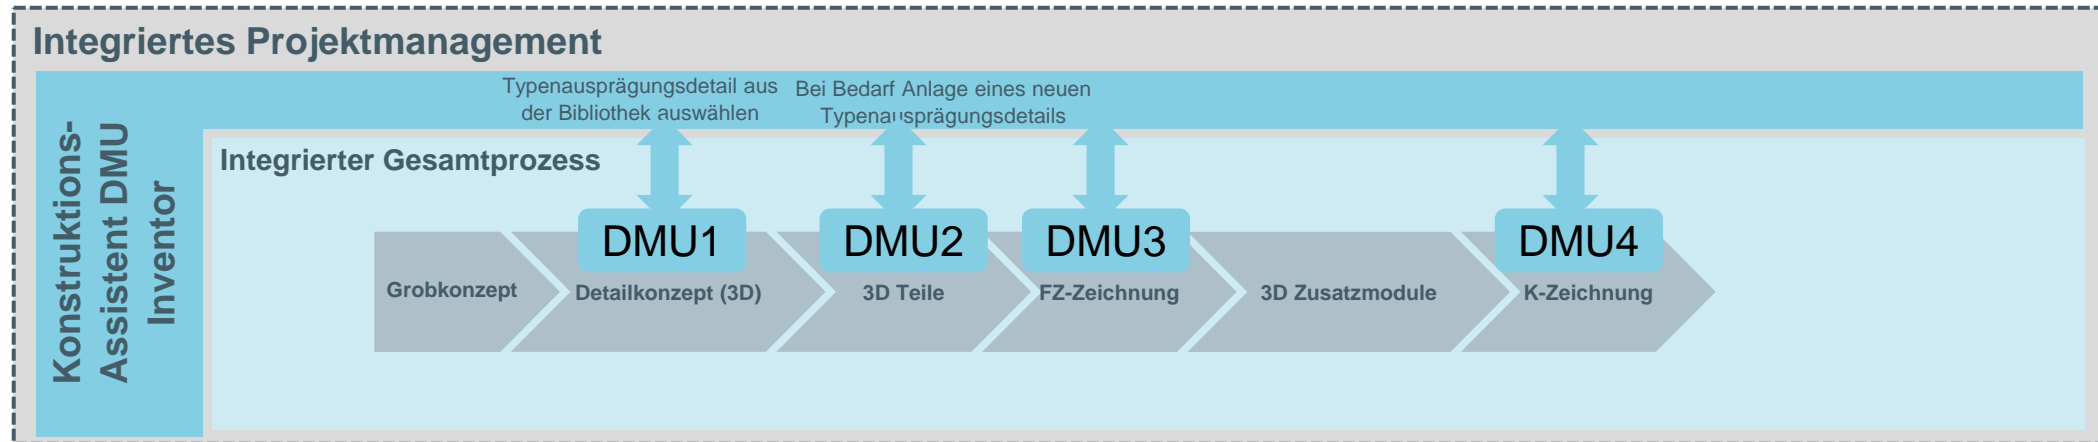 Integriertes Projektmanagement
Typenausprägungsdetail aus
der Bibliothek auswählen
Bei Bedarf Anlage eines neuen
Typenausprägungsdetails
Konstruktions-
Assistent DMU
Inventor
Integrierter Gesamtprozess
DMU1
DMU2
DMU3
DMU4
Grobkonzept
Detailkonzept (3D)
3D Teile
FZ-Zeichnung
3D Zusatzmodule
K-Zeichnung